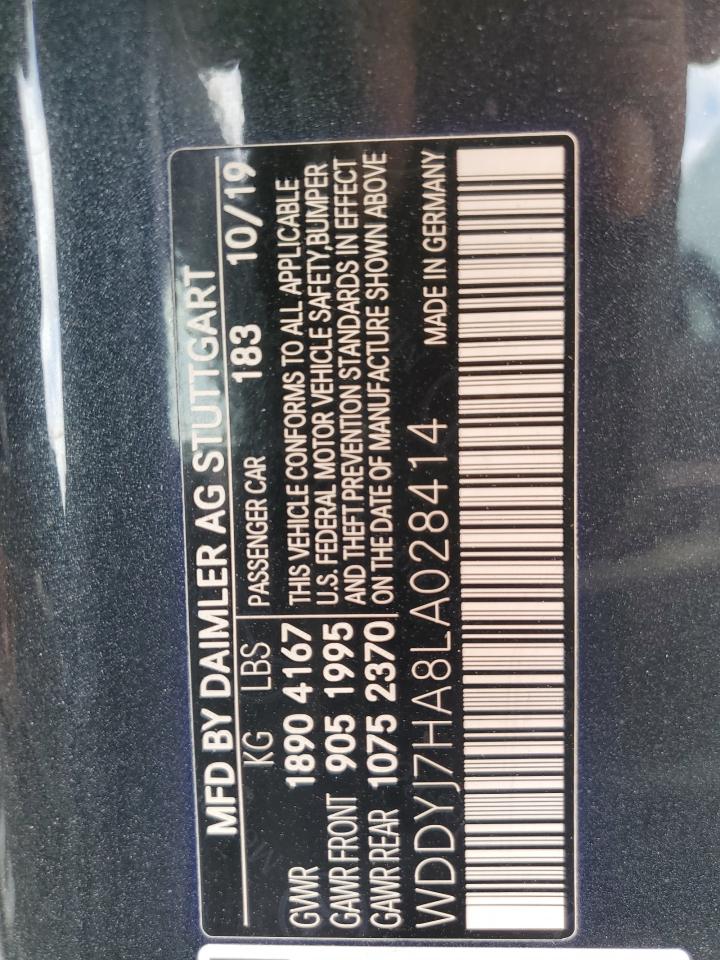 MFD BY DAIMLER AG STUTTGART
KG LBS PASSENGER CAR 183 10/19
GVWR 1890 4167
GAWR FRONT 905 1995
GAWR REAR 1075 2370
THIS VEHICLE CONFORMS TO ALL APPLICABLE
U.S. FEDERAL MOTOR VEHICLE SAFETY,BUMPER
AND THEFT PREVENTION STANDARDS IN EFFECT
ON THE DATE OF MANUFACTURE SHOWN ABOVE
WDDYJ7HA8LA028414 MADE IN GERMANY